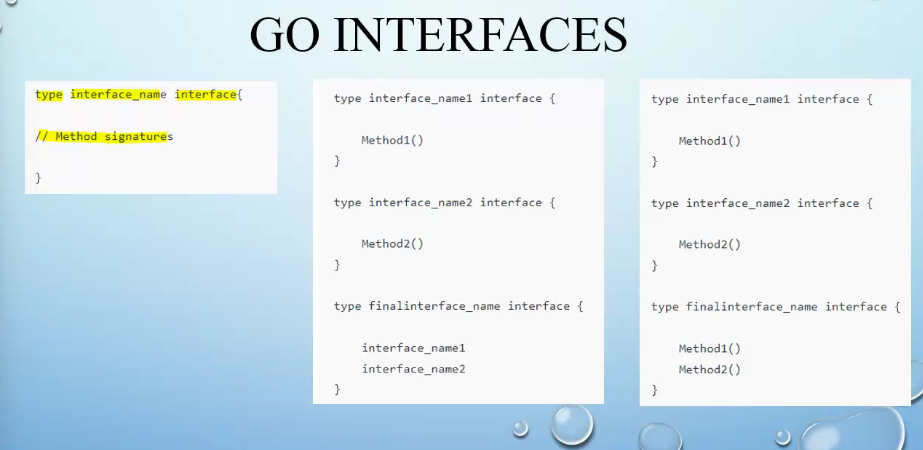 GO INTERFACES
type interface_name interface{
// Method signatures
}
type interface_name1 interface {
Method1()
}
type interface_name2 interface {
Method2()
}
type finalinterface_name interface {
interface_name1
interface_name2
}
type interface_name1 interface {
Method1()
}
type interface_name2 interface {
Method2()
}
type finalinterface_name interface {
Method1()
Method2()
}